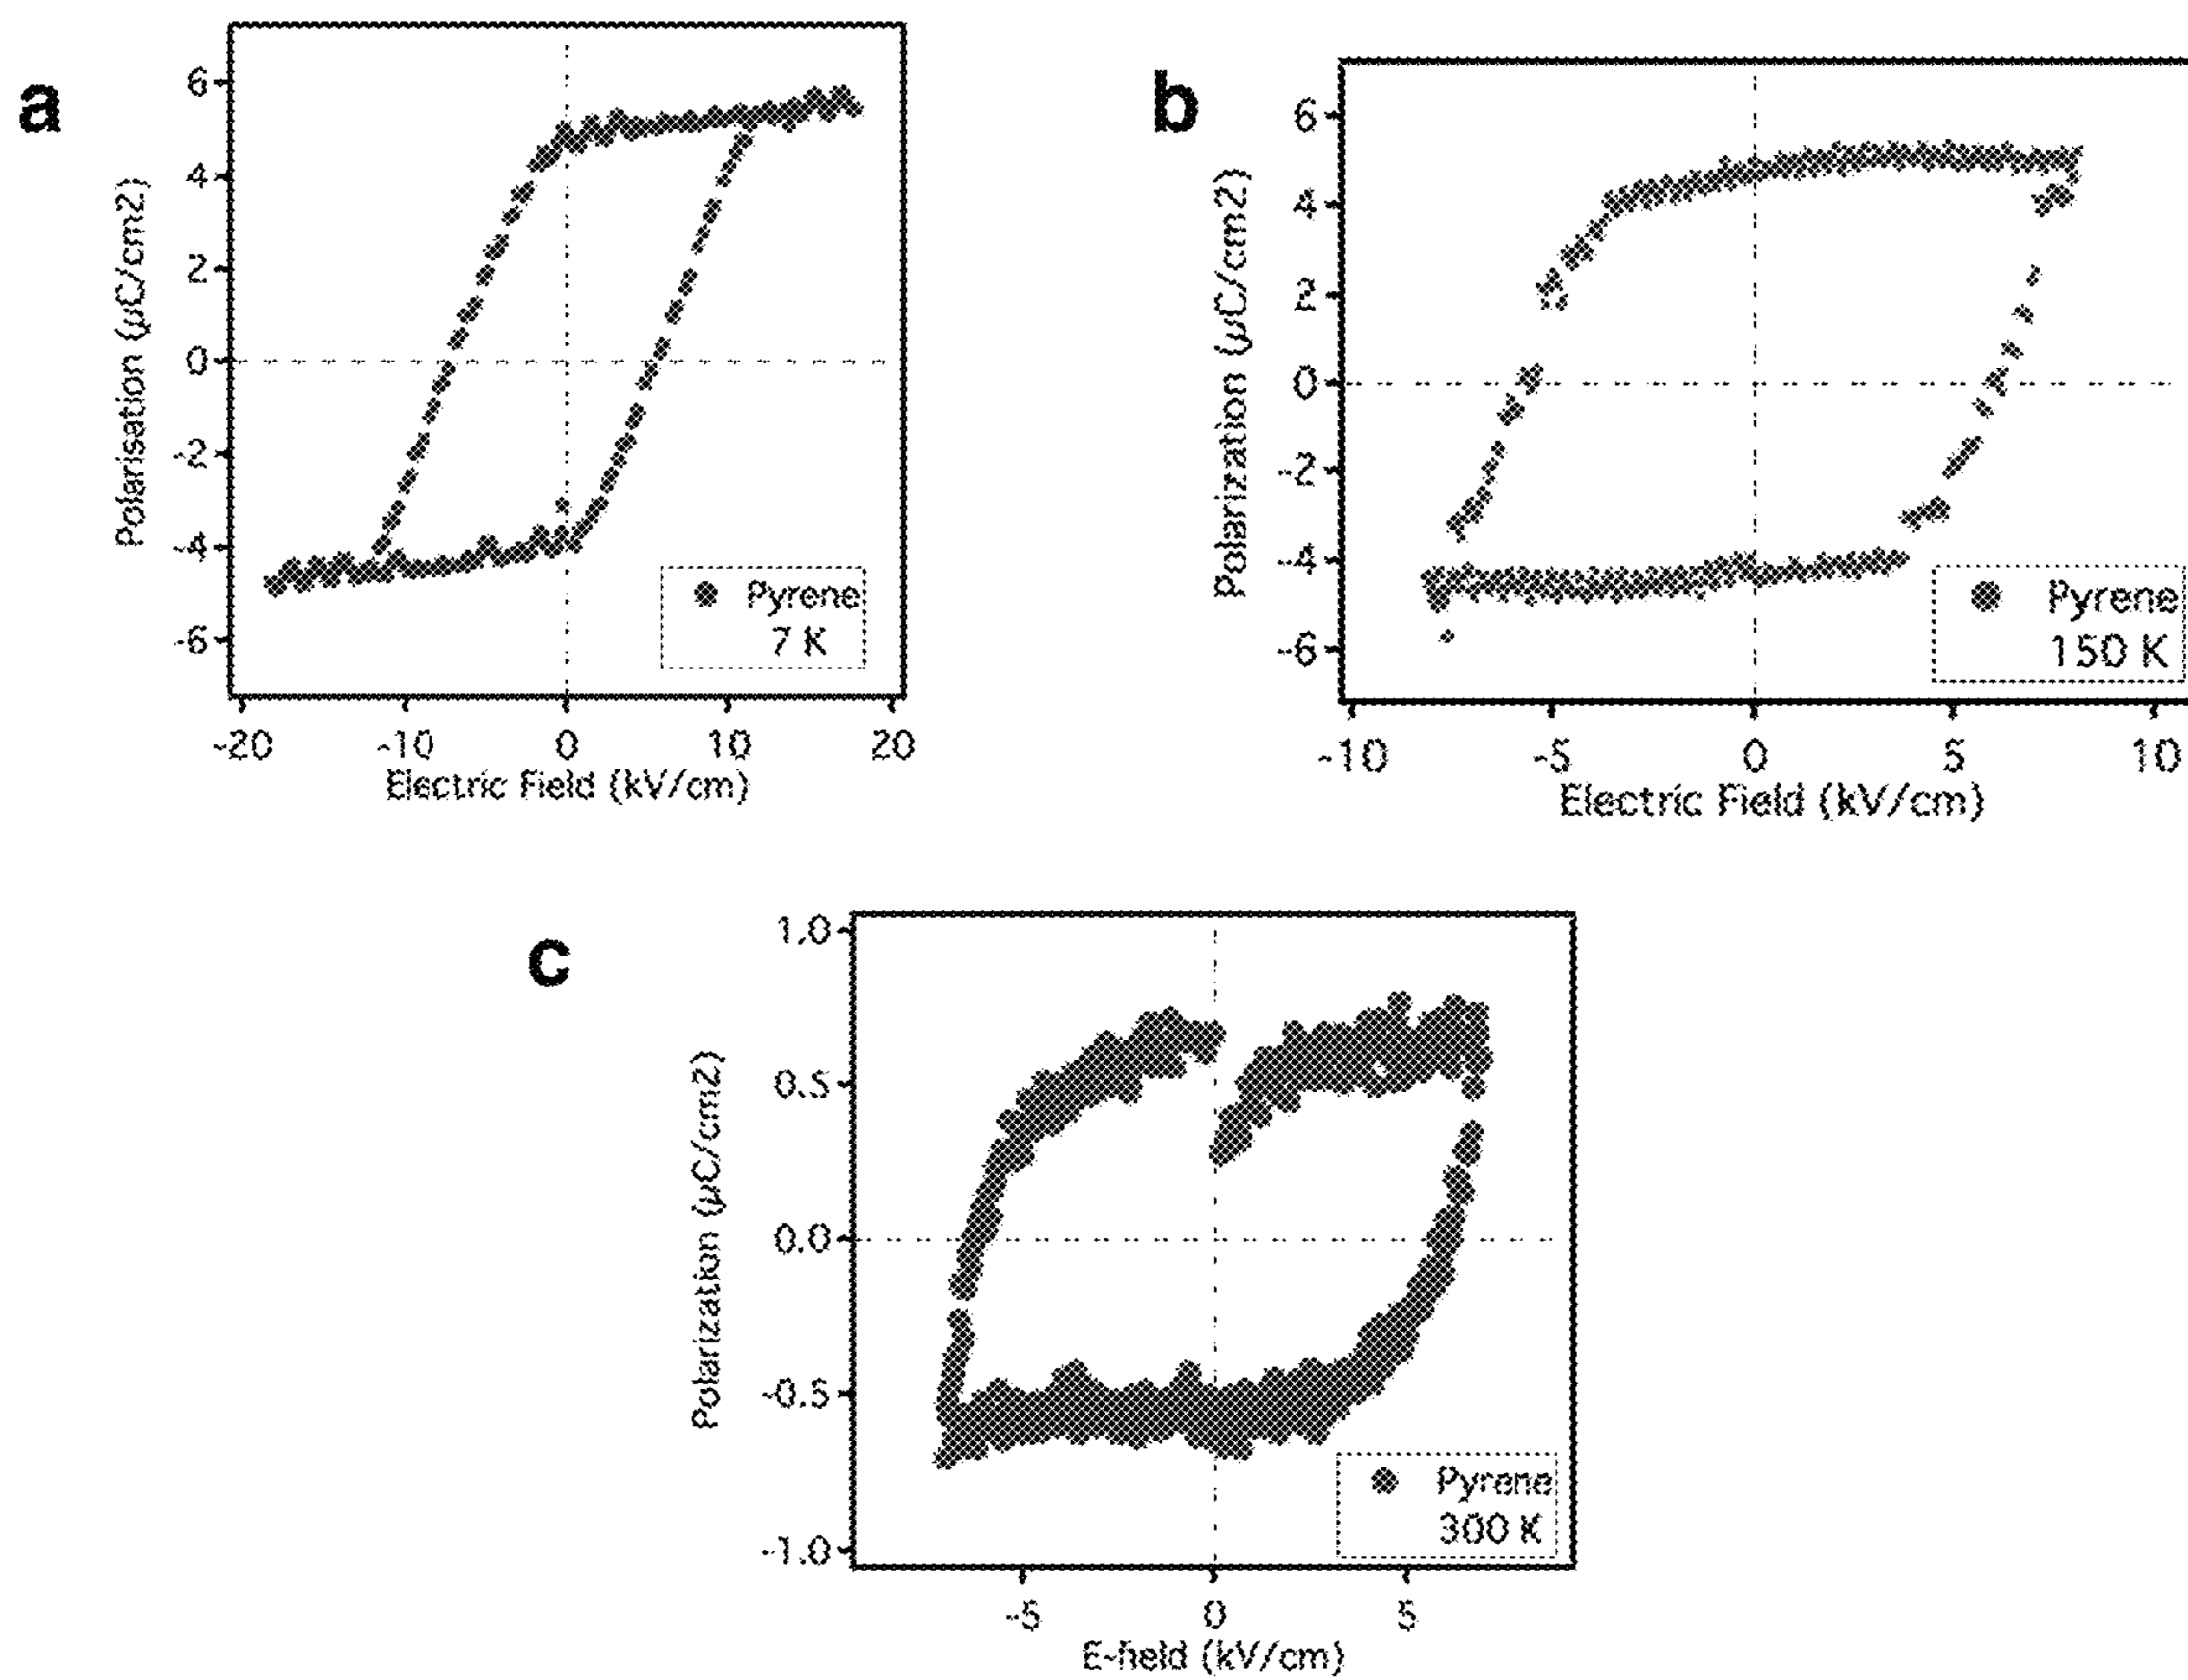 a
6
4
2
0
-2
-4
-6
Polarisation (μC/cm2)
-20 -10 0 10 20
Electric Field (kV/cm)
Pyrene
7 K
b
6
4
2
0
-2
-4
-6
Polarization (μC/cm2)
-10 -5 0 5 10
Electric Field (kV/cm)
Pyrene
150 K
c
1.0
0.5
0.0
-0.5
-1.0
Polarization (μC/cm2)
-5 0 5
E-field (kV/cm)
Pyrene
300 K